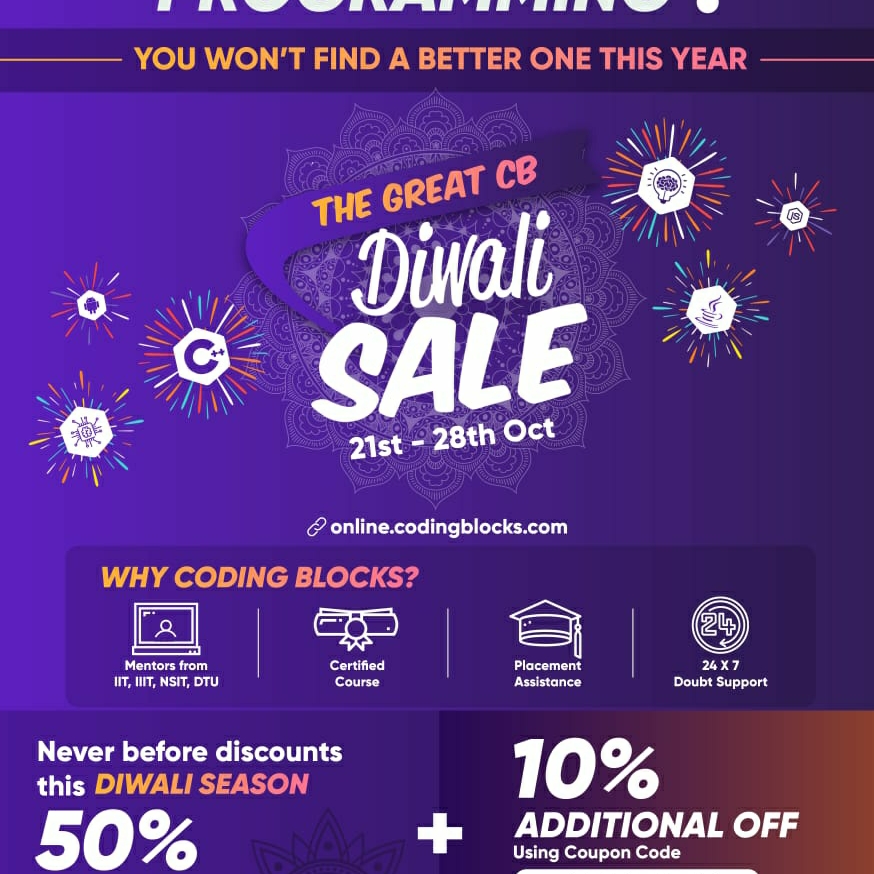 PROGRAMMING !
YOU WON'T FIND A BETTER ONE THIS YEAR
THE GREAT CB
Diwali
SALE
21st - 28th Oct
online.codingblocks.com
C++
JS
WHY CODING BLOCKS?
Mentors from
IIT, IIIT, NSIT, DTU
Certified
Course
Placement
Assistance
24
24 X 7
Doubt Support
Never before discounts
this DIWALI SEASON
50%
+
10%
ADDITIONAL OFF
Using Coupon Code